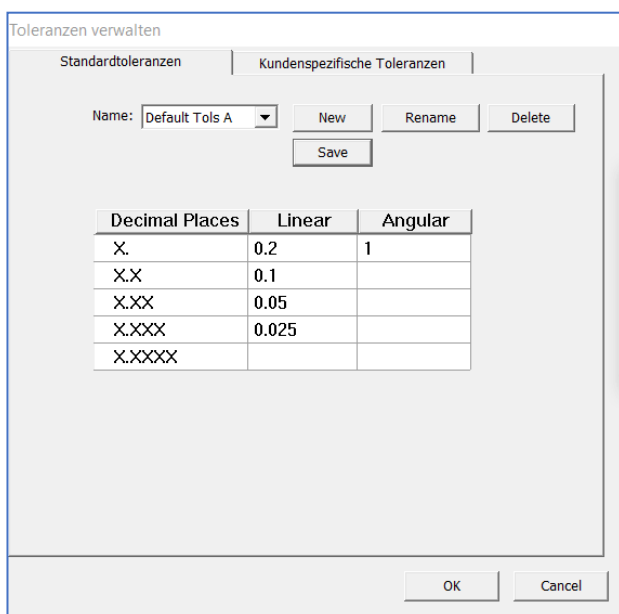 Toleranzen verwalten
Standardtoleranzen Kundenspezifische Toleranzen
Name: Default Tols A New Rename Delete
Save
Decimal Places Linear Angular
X. 0.2 1
X.X 0.1
X.XX 0.05
X.XXX 0.025
X.XXXX
OK Cancel